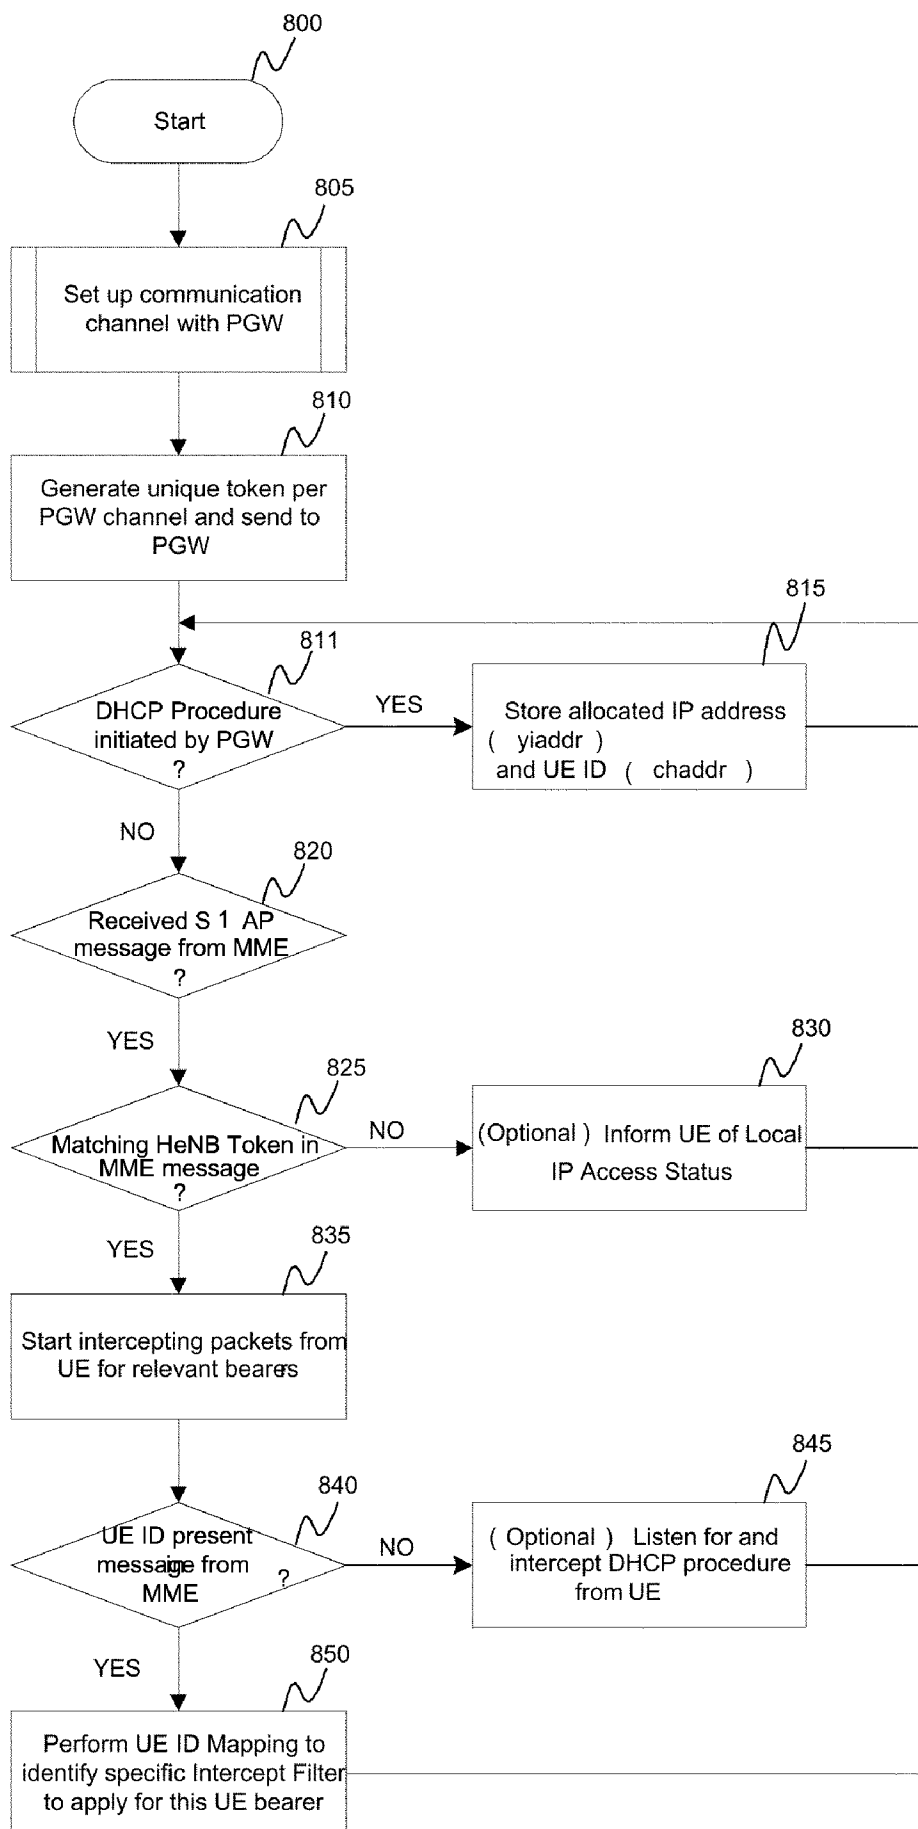 800
Start
805
Set up communication
channel with PGW
810
Generate unique token per
PGW channel and send to
PGW
811
DHCP Procedure
initiated by PGW
?
YES
815
Store allocated IP address
( yiaddr )
and UE ID ( chaddr )
NO
820
Received S 1 AP
message from MME
?
YES
825
Matching HeNB Token in
MME message
?
NO
830
(Optional) Inform UE of Local
IP Access Status
YES
835
Start intercepting packets from
UE for relevant bearers
840
UE ID present
in
message from
MME
?
NO
845
( Optional ) Listen for and
intercept DHCP procedure
from UE
YES
850
Perform UE ID Mapping to
identify specific Intercept Filter
to apply for this UE bearer